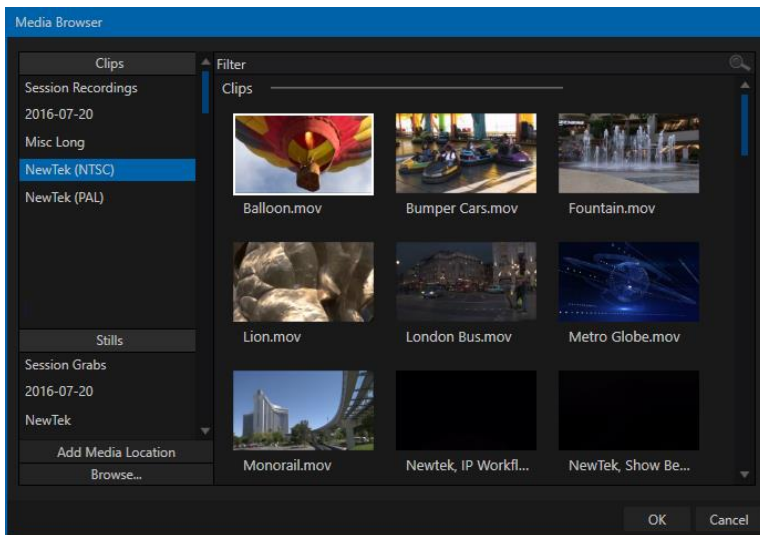 Media Browser
Clips
Session Recordings
2016-07-20
Misc Long
NewTek (NTSC)
NewTek (PAL)
Stills
Session Grabs
2016-07-20
NewTek
Add Media Location
Browse...
Filter
Clips
Balloon.mov
Bumper Cars.mov
Fountain.mov
Lion.mov
London Bus.mov
Metro Globe.mov
Monorail.mov
Newtek, IP Workfl...
NewTek, Show Be...
OK
Cancel